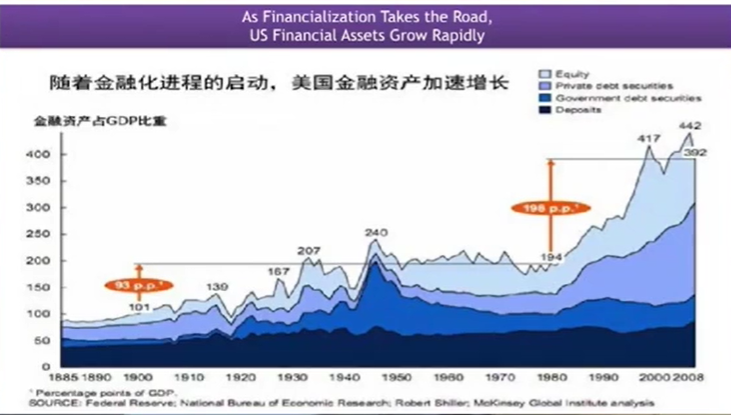 As Financialization Takes the Road,
US Financial Assets Grow Rapidly
随着金融化进程的启动，美国金融资产加速增长
Equity
Private debt securities
Government debt securities
Deposits
金融资产占GDP比重
400
350
300
250
200
150
100
50
0
93 p.p.¹
101
139
167
207
240
198 p.p.¹
194
417
442
392
1885 1890 1900 1910 1920 1930 1940 1950 1960 1970 1980 1990 2000 2008
¹ Percentage points of GDP.
SOURCE: Federal Reserve; National Bureau of Economic Research; Robert Shiller; McKinsey Global Institute analysis